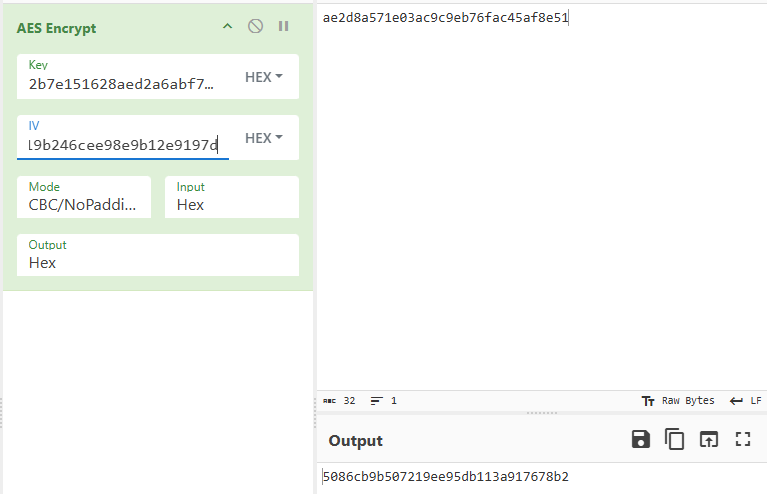 AES Encrypt
Key
2b7e151628aed2a6abf7...
HEX
IV
19b246cee98e9b12e9197d
HEX
Mode
CBC/NoPaddi...
Input
Hex
Output
Hex
ae2d8a571e03ac9c9eb76fac45af8e51
ABC 32
1
Raw Bytes
LF
Output
5086cb9b507219ee95db113a917678b2